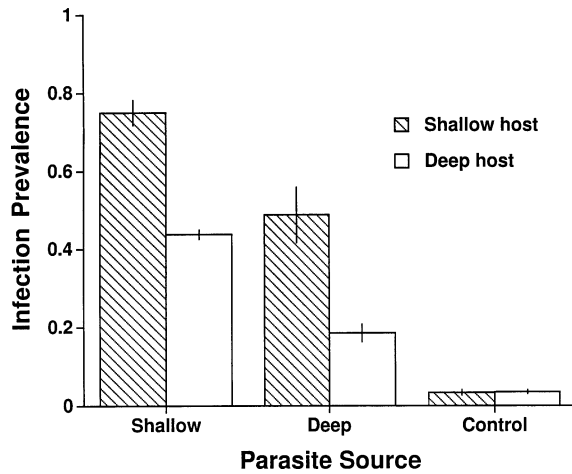 Infection Prevalence
1
0.8
0.6
0.4
0.2
0
Shallow host
Deep host
Shallow
Deep
Control
Parasite Source